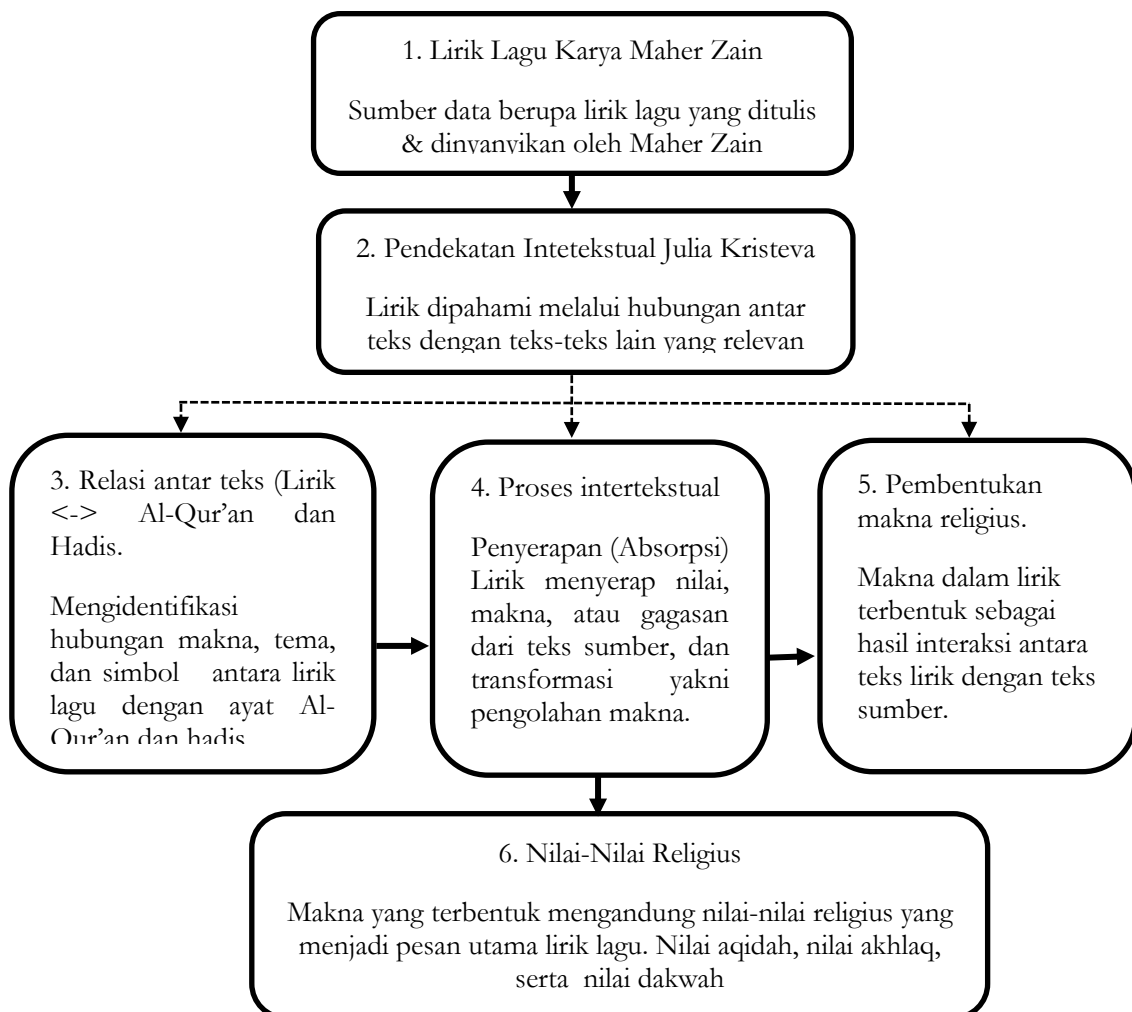 1. Lirik Lagu Karya Maher Zain
Sumber data berupa lirik lagu yang ditulis
& dinyanyikan oleh Maher Zain
2. Pendekatan Intetekstual Julia Kristeva
Lirik dipahami melalui hubungan antar
teks dengan teks-teks lain yang relevan
3. Relasi antar teks (Lirik
<-> Al-Qur’an dan
Hadis.
Mengidentifikasi
hubungan makna, tema,
dan simbol antara lirik
lagu dengan ayat Al-
Qur’an dan hadis
4. Proses intertekstual
Penyerapan (Absorpsi)
Lirik menyerap nilai,
makna, atau gagasan
dari teks sumber, dan
transformasi yakni
pengolahan makna.
5. Pembentukan
makna religius.
Makna dalam lirik
terbentuk sebagai
hasil interaksi antara
teks lirik dengan teks
sumber.
6. Nilai-Nilai Religius
Makna yang terbentuk mengandung nilai-nilai religius yang
menjadi pesan utama lirik lagu. Nilai aqidah, nilai akhlaq,
serta nilai dakwah